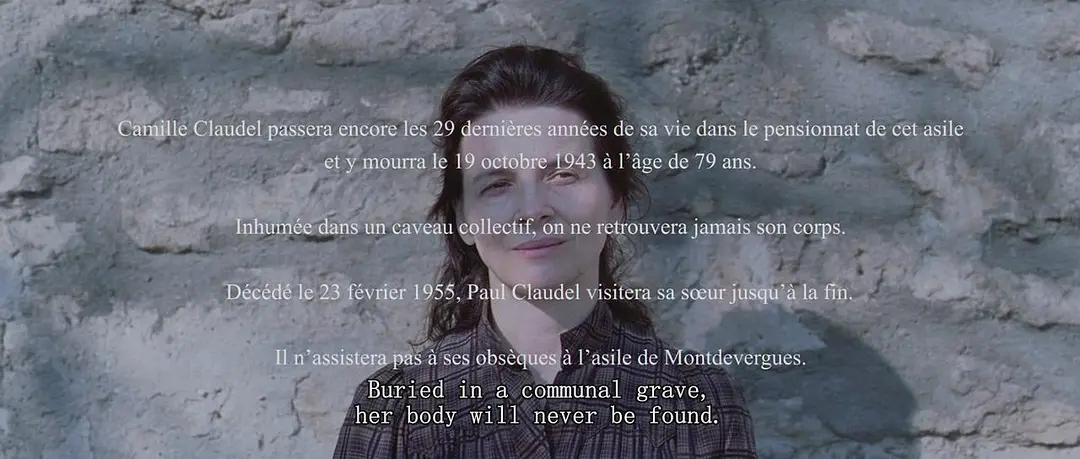 Camille Claudel passera encore les 29 dernières années de sa vie dans le pensionnat de cet asile
et y mourra le 19 octobre 1943 à l’âge de 79 ans.
Inhumée dans un caveau collectif, on ne retrouvera jamais son corps.
Décédé le 23 février 1955, Paul Claudel visitera sa sœur jusqu’à la fin.
Il n’assistera pas à ses obsèques à l’asile de Montdevergues.
Buried in a communal grave,
her body will never be found.